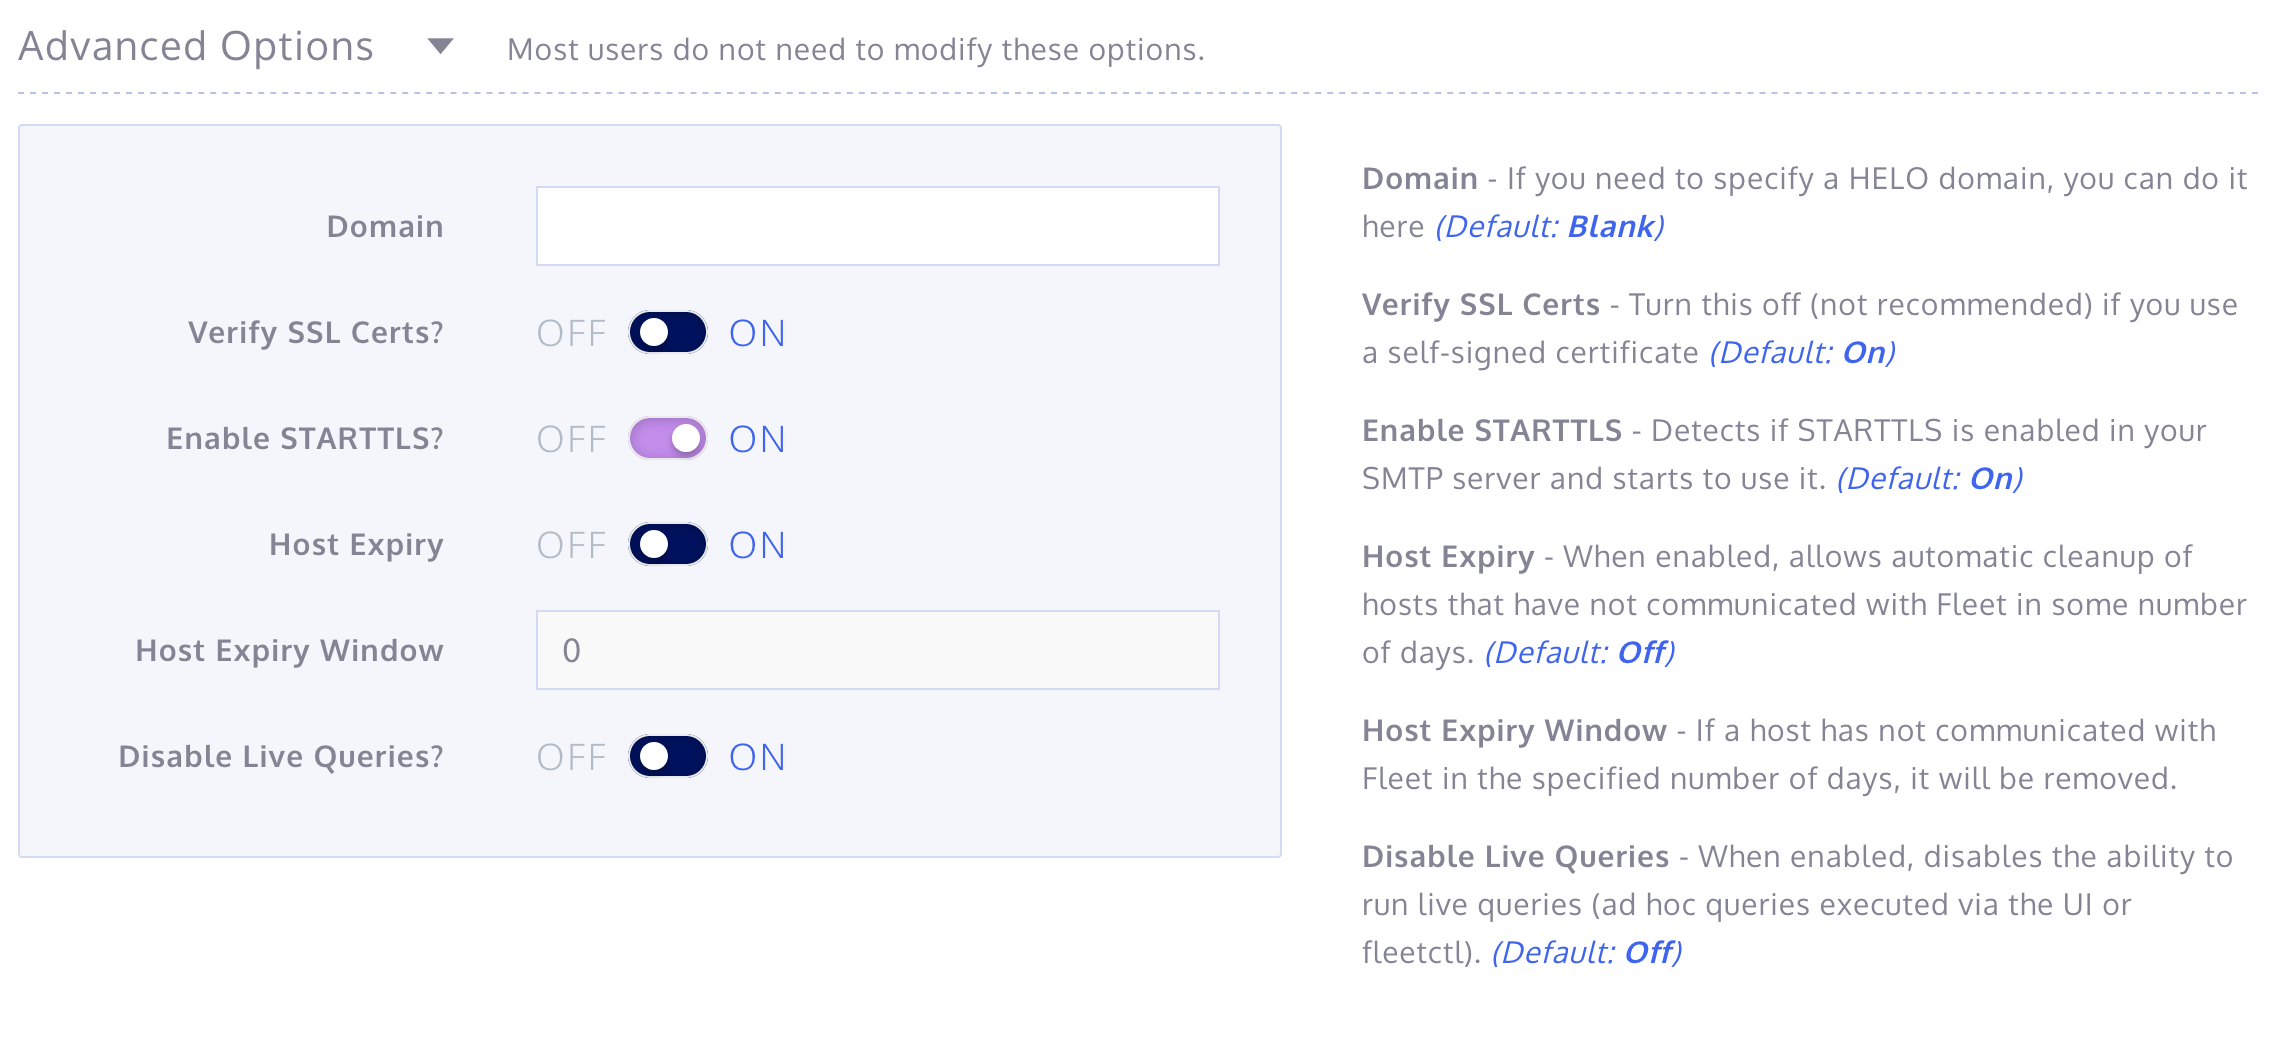 Advanced Options Most users do not need to modify these options.
Domain
Verify SSL Certs? OFF ON
Enable STARTTLS? OFF ON
Host Expiry OFF ON
Host Expiry Window 0
Disable Live Queries? OFF ON
Domain - If you need to specify a HELO domain, you can do it
here (Default: Blank)
Verify SSL Certs - Turn this off (not recommended) if you use
a self-signed certificate (Default: On)
Enable STARTTLS - Detects if STARTTLS is enabled in your
SMTP server and starts to use it. (Default: On)
Host Expiry - When enabled, allows automatic cleanup of
hosts that have not communicated with Fleet in some number
of days. (Default: Off)
Host Expiry Window - If a host has not communicated with
Fleet in the specified number of days, it will be removed.
Disable Live Queries - When enabled, disables the ability to
run live queries (ad hoc queries executed via the UI or
fleetctl). (Default: Off)